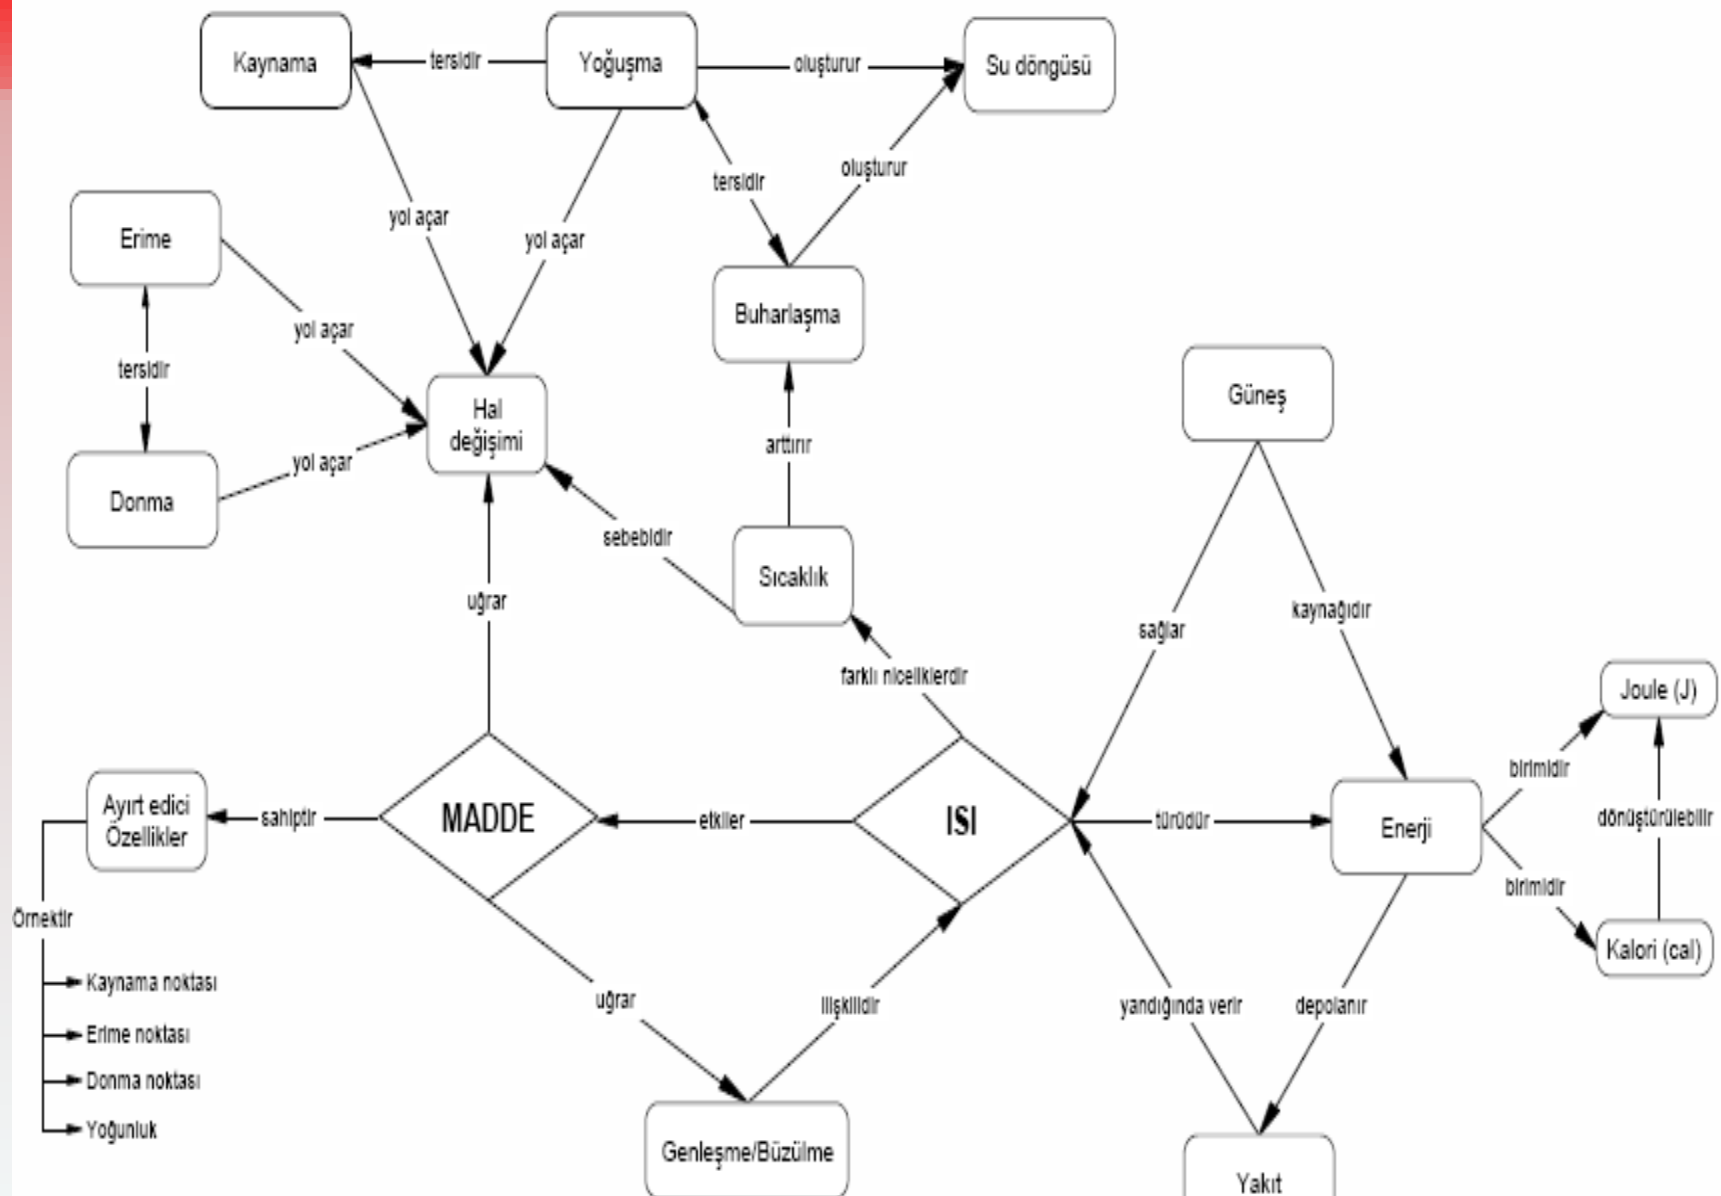 Kaynama
tersidir
Yoğuşma
oluşturur
Su döngüsü
oluşturur
tersidir
yol açar
yol açar
Erime
Buharlaşma
yol açar
tersidir
Güneş
Hal
değişimi
arttırır
yol açar
Donma
sebebidir
Sıcaklık
uğrar
kaynağıdır
sağlar
farklı niceliklerdir
Joule (J)
birimidir
Ayırt edici
Özellikler
sahiptir
MADDE
etkiler
ISI
türüdür
Enerji
dönüştürülebilir
birimidir
Örnektir
Kalori (cal)
Kaynama noktası
uğrar
ilişkilidir
yandığında verir
depolanır
Erime noktası
Donma noktası
Yoğunluk
Genleşme/Büzülme
Yakıt